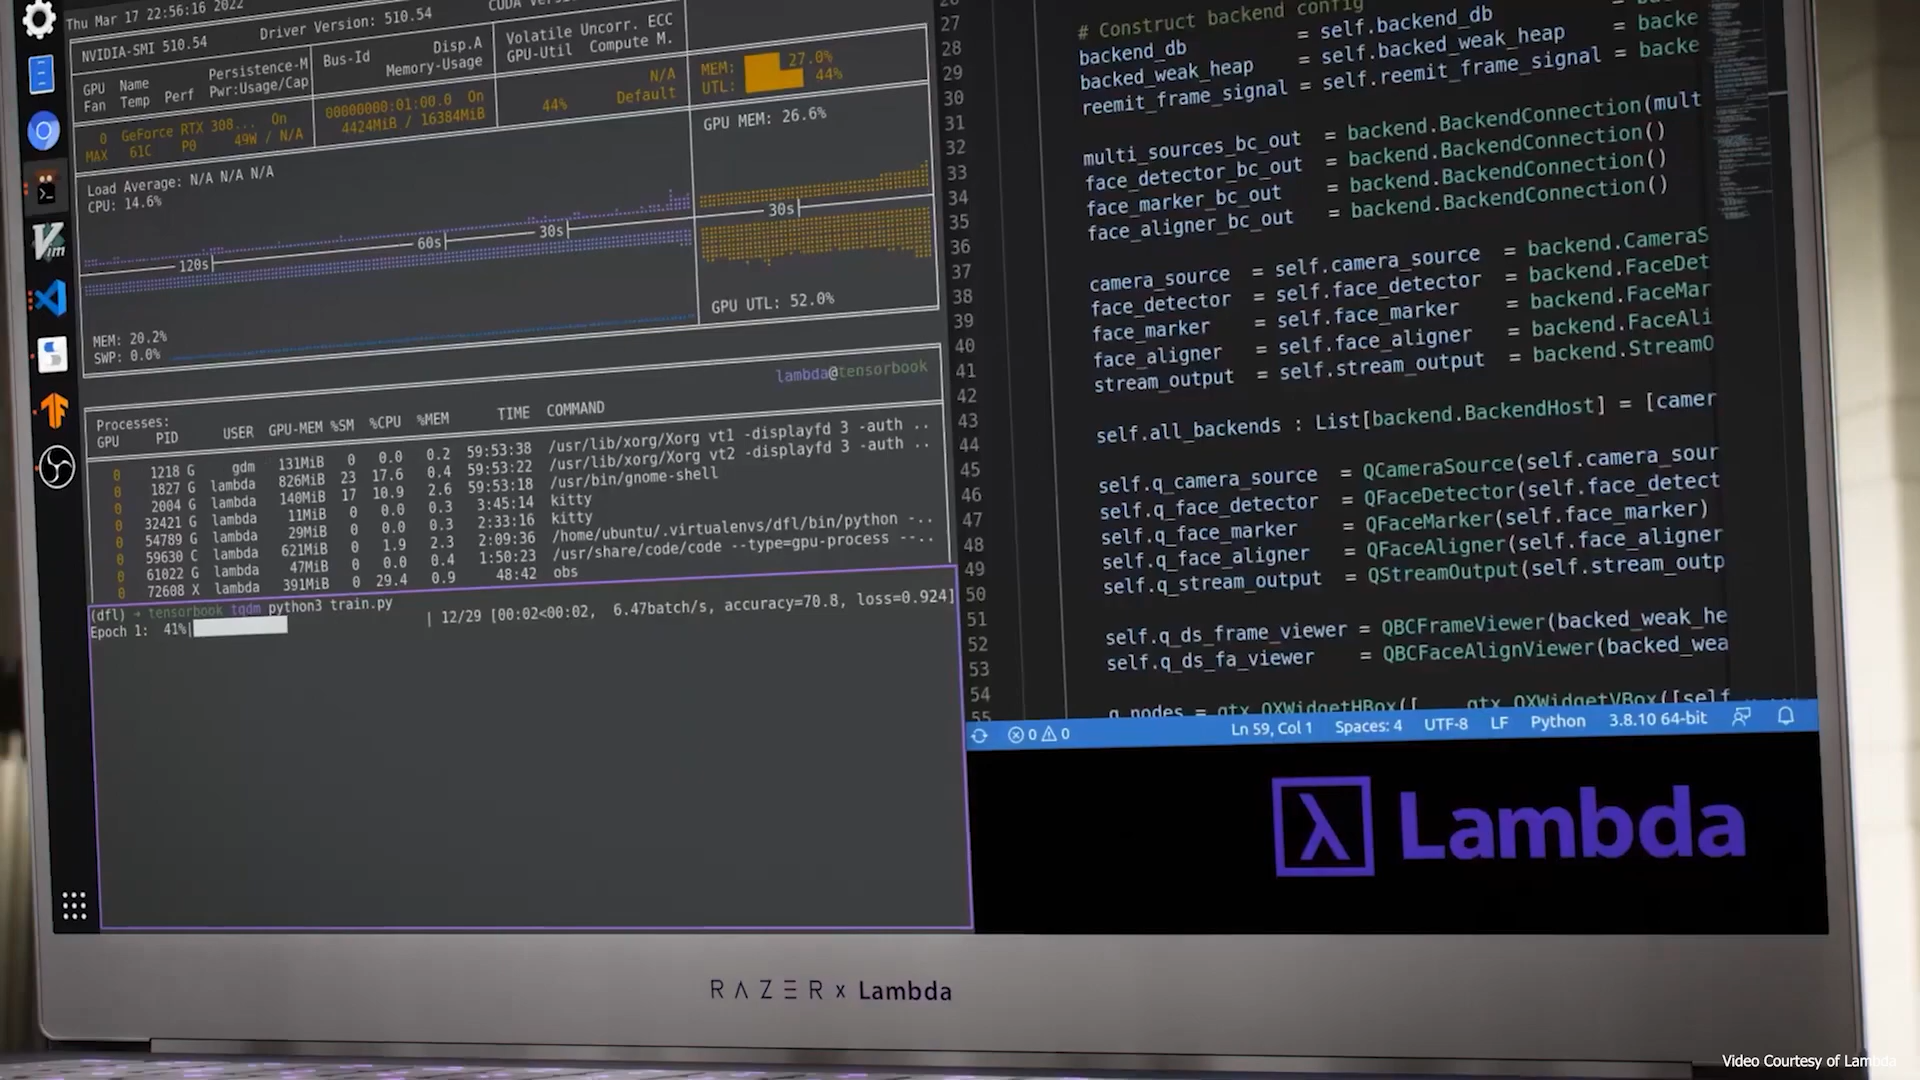 Thu Mar 17 22:56:16 2022
NVIDIA-SMI 510.54 Driver Version: 510.54 CUDA
GPU Name Persistence-M Bus-Id Disp.A Volatile Uncorr. ECC
Fan Temp Perf Pwr:Usage/Cap Memory-Usage GPU-Util Compute M.
0 GeForce RTX 308... On 00000000:01:00.0 On N/A
MAX 61C P0 49W / N/A 4424MiB / 16384MiB 44% Default
MEM: 27.0%
UTL: 44%
Load Average: N/A N/A N/A
CPU: 14.6%
GPU MEM: 26.6%
120s 60s 30s
30s
MEM: 20.2%
SWP: 0.0%
GPU UTL: 52.0%
lambda@tensorbook
Processes:
GPU PID USER GPU-MEM %SM %CPU %MEM TIME COMMAND
0 1218 G gdm 131MiB 0 0.0 0.2 59:53:38 /usr/lib/xorg/Xorg vt1 -displayfd 3 -auth ..
0 1827 G lambda 826MiB 23 17.6 0.4 59:53:22 /usr/lib/xorg/Xorg vt2 -displayfd 3 -auth ..
0 2004 G lambda 140MiB 17 10.9 2.6 59:53:18 /usr/bin/gnome-shell
0 32421 G lambda 11MiB 0 0.0 0.3 3:45:14 kitty
0 54789 G lambda 29MiB 0 0.0 0.3 2:33:16 kitty
0 59630 C lambda 621MiB 0 1.9 2.3 2:09:36 /home/ubuntu/.virtualenvs/dfl/bin/python -..
0 61022 G lambda 47MiB 0 0.0 0.4 1:50:23 /usr/share/code/code --type=gpu-process --..
0 72608 X lambda 391MiB 0 29.4 0.9 48:42 obs
(dfl) → tensorbook tqdm python3 train.py
Epoch 1: 41%| | 12/29 [00:02<00:02, 6.47batch/s, accuracy=70.8, loss=0.924]
27 # Construct backend config
28 backend_db = self.backend_db = backe
29 backed_weak_heap = self.backed_weak_heap = backe
30 reemit_frame_signal = self.reemit_frame_signal = backe
31
32 multi_sources_bc_out = backend.BackendConnection(mult
33 face_detector_bc_out = backend.BackendConnection()
34 face_marker_bc_out = backend.BackendConnection()
35 face_aligner_bc_out = backend.BackendConnection()
36
37 camera_source = self.camera_source = backend.CameraS
38 face_detector = self.face_detector = backend.FaceDet
39 face_marker = self.face_marker = backend.FaceMar
40 face_aligner = self.face_aligner = backend.FaceAli
41 stream_output = self.stream_output = backend.StreamO
42
43 self.all_backends : List[backend.BackendHost] = [camer
44
45 self.q_camera_source = QCameraSource(self.camera_sour
46 self.q_face_detector = QFaceDetector(self.face_detect
47 self.q_face_marker = QFaceMarker(self.face_marker)
48 self.q_face_aligner = QFaceAligner(self.face_aligner
49 self.q_stream_output = QStreamOutput(self.stream_outp
50
51 self.q_ds_frame_viewer = QBCFrameViewer(backed_weak_he
52 self.q_ds_fa_viewer = QBCFaceAlignViewer(backed_wea
53
54 q_nodes = qtx.QXWidgetHBox([ qtx.QXWidgetVBox([self
55
0 0 Ln 59, Col 1 Spaces: 4 UTF-8 LF Python 3.8.10 64-bit
λ Lambda
RAZER x Lambda
Video Courtesy of Lambda